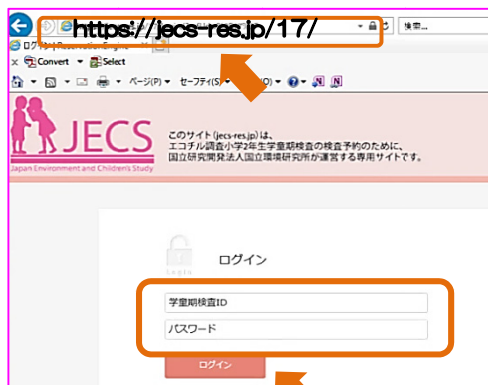 https://jecs-res.jp/17/
検索...
x Convert ▼ Select
ページ(P) ▼ セーフティ(S) ▼
JECS
Japan Environment and Children's Study
このサイト(jecs-res.jp)は、
エコチル調査小学2年生学童期検査の検査予約のために、
国立研究開発法人国立環境研究所が運営する専用サイトです。
Login
ログイン
学童期検査ID
パスワード
ログイン